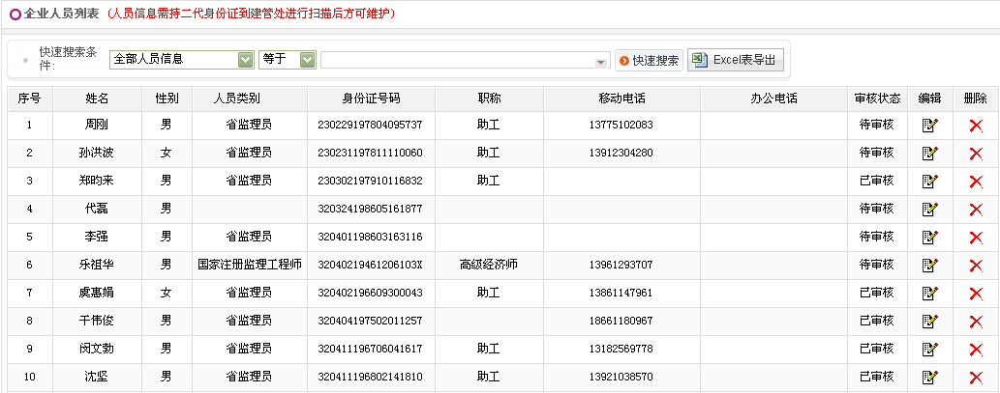 企业人员列表 (人员信息需持二代身份证到建管处进行扫描后方可维护)
快速搜索条件: 全部人员信息 等于 快速搜索 Excel表导出
序号 姓名 性别 人员类别 身份证号码 职称 移动电话 办公电话 审核状态 编辑 删除
1 周刚 男 省监理员 230229197804095737 助工 13775102083 待审核
2 孙洪波 女 省监理员 230231197811110060 助工 13912304280 待审核
3 郑昀来 男 省监理员 230302197910116832 助工 已审核
4 代磊 男 320324198605161877 待审核
5 李强 男 省监理员 320401198603163116 待审核
6 乐祖华 男 国家注册监理工程师 32040219461206103X 高级经济师 13961293707 待审核
7 虞惠娟 女 省监理员 320402196609300043 助工 13861147961 已审核
8 干伟俊 男 省监理员 320404197502011257 18661180967 已审核
9 闵文勃 男 省监理员 320411196706041617 助工 13182569778 已审核
10 沈坚 男 省监理员 320411196802141810 助工 13921038570 已审核